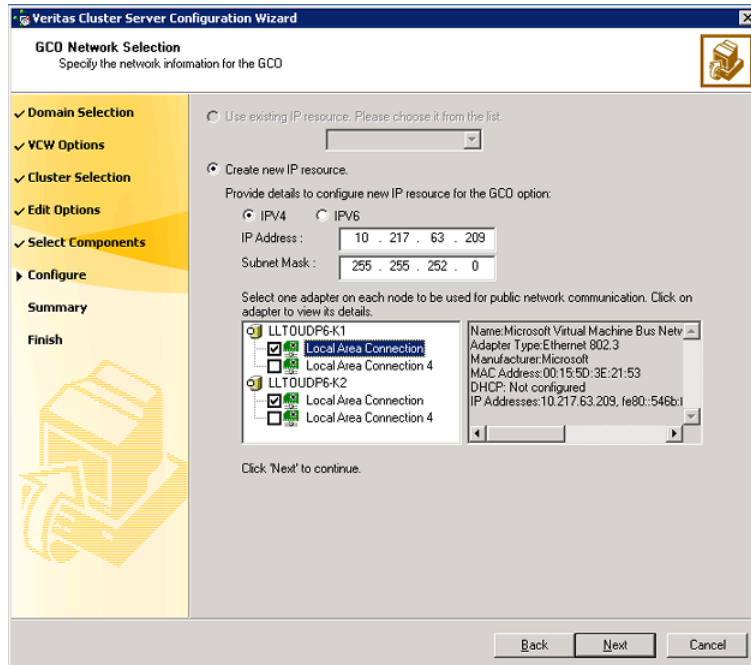 Veritas Cluster Server Configuration Wizard
GCO Network Selection
Specify the network information for the GCO
Domain Selection
VCW Options
Cluster Selection
Edit Options
Select Components
Configure
Summary
Finish
Use existing IP resource. Please choose it from the list.
Create new IP resource.
Provide details to configure new IP resource for the GCO option:
IPV4 IPV6
IP Address : 10 . 217 . 63 . 209
Subnet Mask : 255 . 255 . 252 . 0
Select one adapter on each node to be used for public network communication. Click on
adapter to view its details.
LLTOUDP6-K1
Local Area Connection
Local Area Connection 4
LLTOUDP6-K2
Local Area Connection
Local Area Connection 4
Name:Microsoft Virtual Machine Bus Netw
Adapter Type:Ethernet 802.3
Manufacturer:Microsoft
MAC Address:00:15:5D:3E:21:53
DHCP: Not configured
IP Addresses:10.217.63.209, fe80::546b:
Click 'Next' to continue.
Back Next Cancel